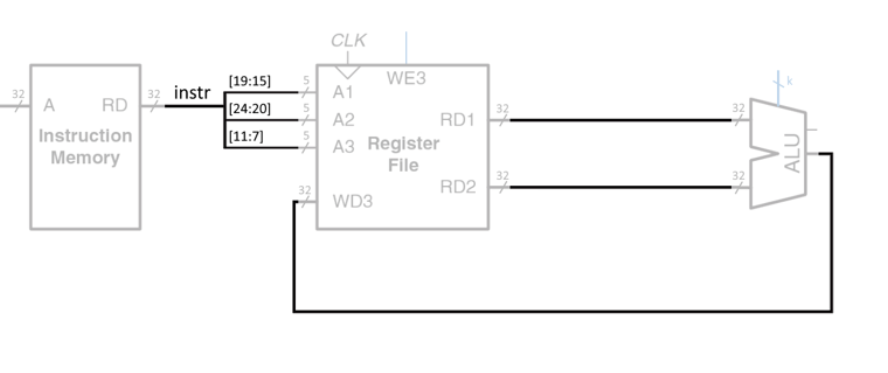 CLK
32
A
RD
32
Instruction
Memory
instr
[19:15]
[24:20]
[11:7]
5
5
5
32
A1
A2
A3
WD3
WE3
Register
File
RD1
RD2
32
32
32
32
k
ALU